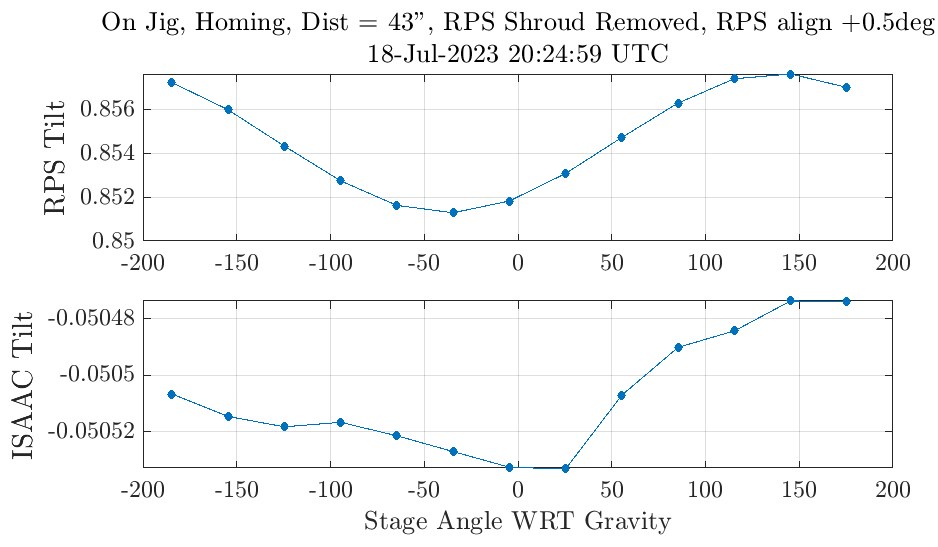 On Jig, Homing, Dist = 43”, RPS Shroud Removed, RPS align +0.5deg
18-Jul-2023 20:24:59 UTC
RPS Tilt
0.856
0.854
0.852
0.85
-200 -150 -100 -50 0 50 100 150 200
ISAAC Tilt
-0.05048
-0.0505
-0.05052
-200 -150 -100 -50 0 50 100 150 200
Stage Angle WRT Gravity